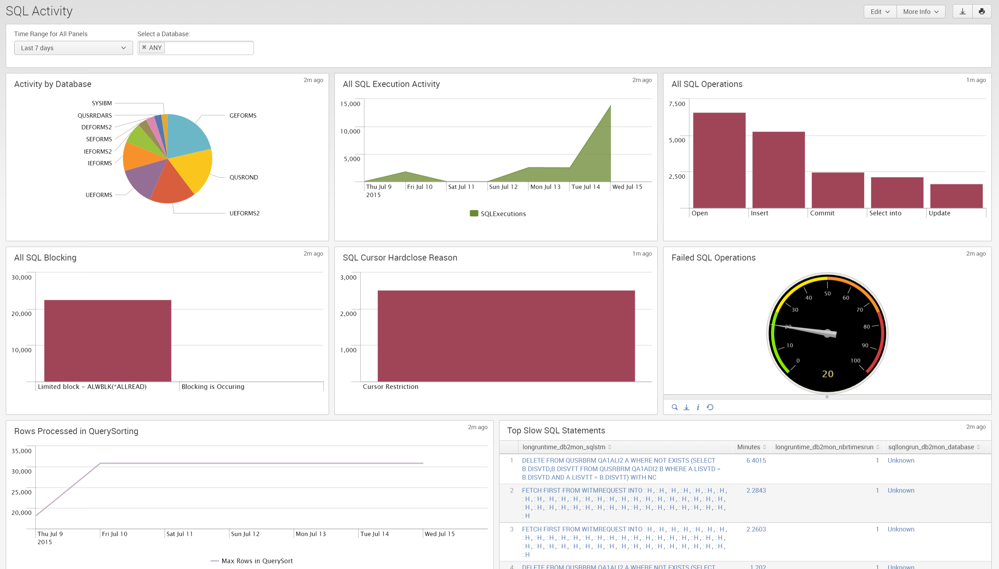 SQL Activity
Edit
More Info
Time Range for All Panels
Select a Database:
Last 7 days
ANY
Activity by Database
2m ago
SYSIBM
QUSRRDARS
DEFORMS2
SEFORMS
IEFORMS2
IEFORMS
UEFORMS
GEFORMS
QUSROND
UEFORMS2
All SQL Execution Activity
2m ago
15,000
10,000
5,000
Thu Jul 9
2015
Fri Jul 10
Sat Jul 11
Sun Jul 12
Mon Jul 13
Tue Jul 14
Wed Jul 15
SQLExecutions
All SQL Operations
1m ago
7,500
5,000
2,500
Open
Insert
Commit
Select into
Update
All SQL Blocking
2m ago
30,000
20,000
10,000
Limited block – ALWBLK(*ALLREAD)
Blocking is Occuring
SQL Cursor Hardclose Reason
1m ago
3,000
2,000
1,000
Cursor Restriction
Failed SQL Operations
2m ago
0
10
20
30
40
50
60
70
80
90
100
20
Rows Processed in QuerySorting
2m ago
35,000
30,000
25,000
20,000
Thu Jul 9
2015
Fri Jul 10
Sat Jul 11
Sun Jul 12
Mon Jul 13
Tue Jul 14
Wed Jul 15
Max Rows in QuerySort
Top Slow SQL Statements
2m ago
longruntime_db2mon_sqlstm Minutes longruntime_db2mon_nbrtimesrun sqllongrun_db2mon_database
1 DELETE FROM QUSRBRM.QA1ALI2 A WHERE NOT EXISTS (SELECT 6.4015 1 Unknown
B.DISVTD,B.DISVTT FROM QUSRBRM.QA1ADI2 B WHERE A.LISVTD =
B.DISVTD AND A.LISVTT = B.DISVTT) WITH NC
2 FETCH FIRST FROM WITMREQUEST INTO : H , : H , : H , : H , : H , : H , : H , 2.2843 1 Unknown
: H , : H , : H , : H , : H , : H , : H , : H , : H , : H , : H , : H , : H , : H , : H , : H , : H ,
: H , : H , : H , : H , : H , : H , : H , : H , : H , : H , : H , : H , : H , : H , : H , : H , : H ,
: H
3 FETCH FIRST FROM WITMREQUEST INTO : H , : H , : H , : H , : H , : H , : H , 2.2603 1 Unknown
: H , : H , : H , : H , : H , : H , : H , : H , : H , : H , : H , : H , : H , : H , : H , : H , : H ,
: H , : H , : H , : H , : H , : H , : H , : H , : H , : H , : H , : H , : H , : H , : H , : H , : H ,
: H
4 DELETE FROM QUSRBRM.QA1ALI2 A WHERE NOT EXISTS (SELECT 1.202 1 Unknown